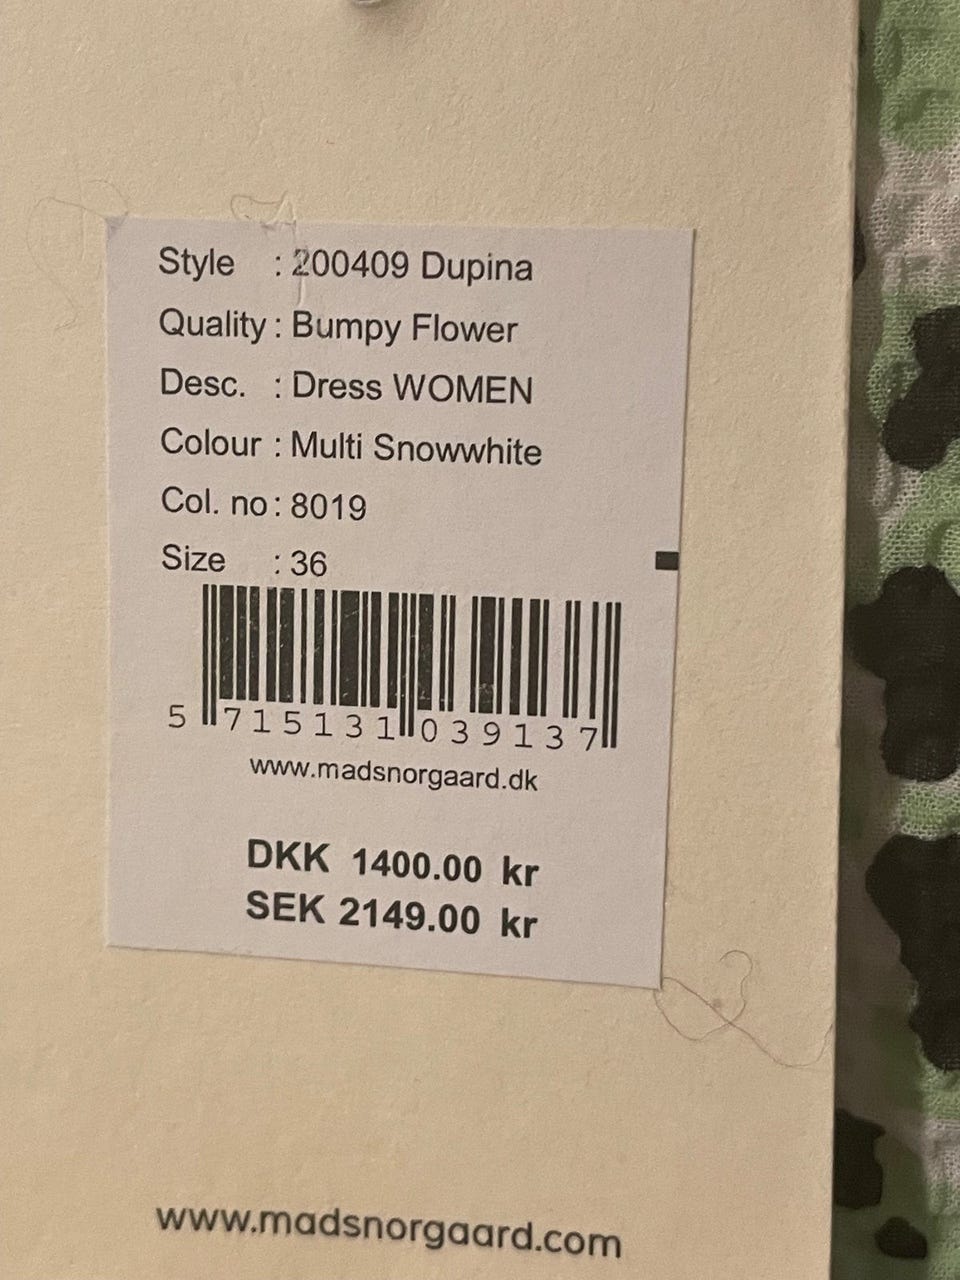 Style : 200409 Dupina
Quality : Bumpy Flower
Desc. : Dress WOMEN
Colour : Multi Snowwhite
Col. no : 8019
Size : 36
5 715131 039137
www.madsnorgaard.dk
DKK 1400.00 kr
SEK 2149.00 kr
www.madsnorgaard.com